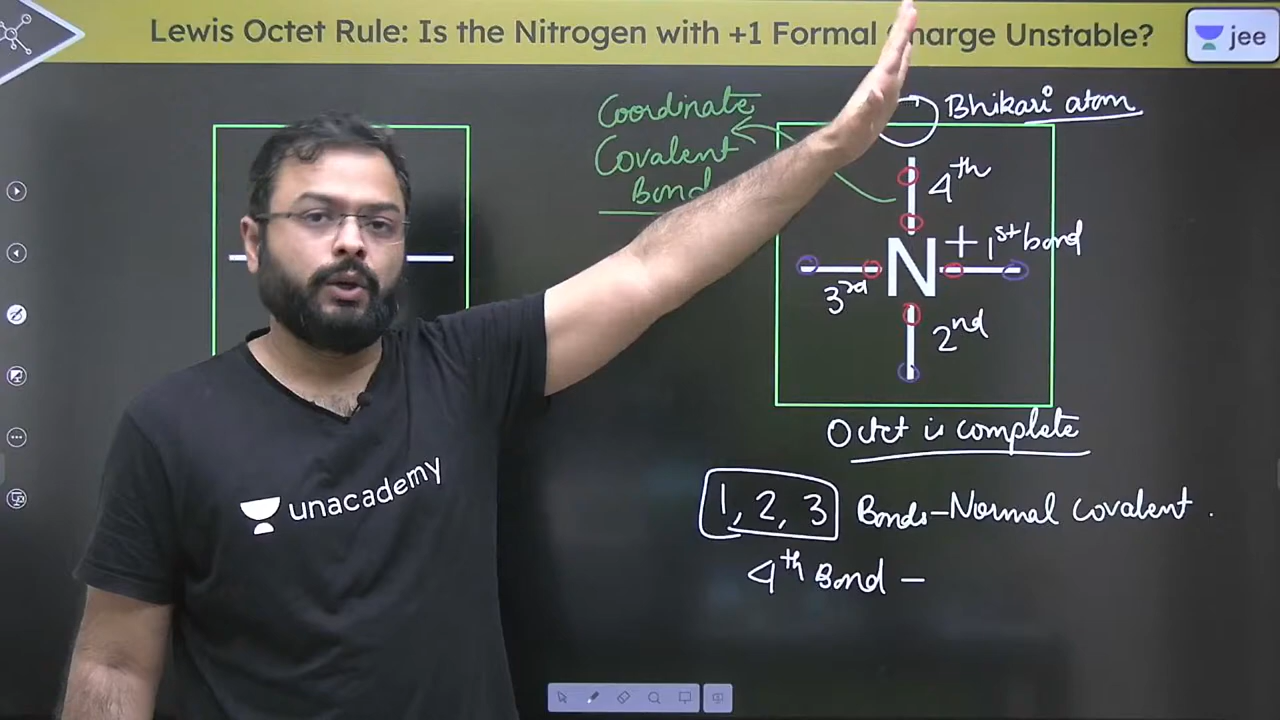 Lewis Octet Rule: Is the Nitrogen with +1 Formal Charge Unstable?
jee
Coordinate
Covalent
Bond
Bhikari atom
4th
N
+
1st bond
3rd
2nd
Octet is complete
1, 2, 3 Bonds - Normal covalent.
4th Bond -
unacademy